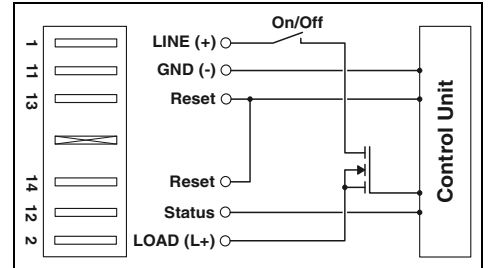 On/Off
1 LINE (+)
11 GND (-)
13 Reset
14 Reset
12 Status
2 LOAD (L+)
Control Unit